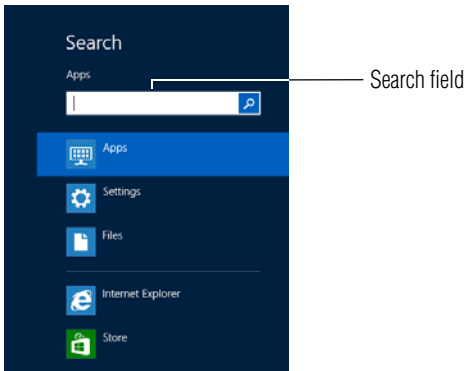 Search
Apps
Search field
Apps
Settings
Files
Internet Explorer
Store